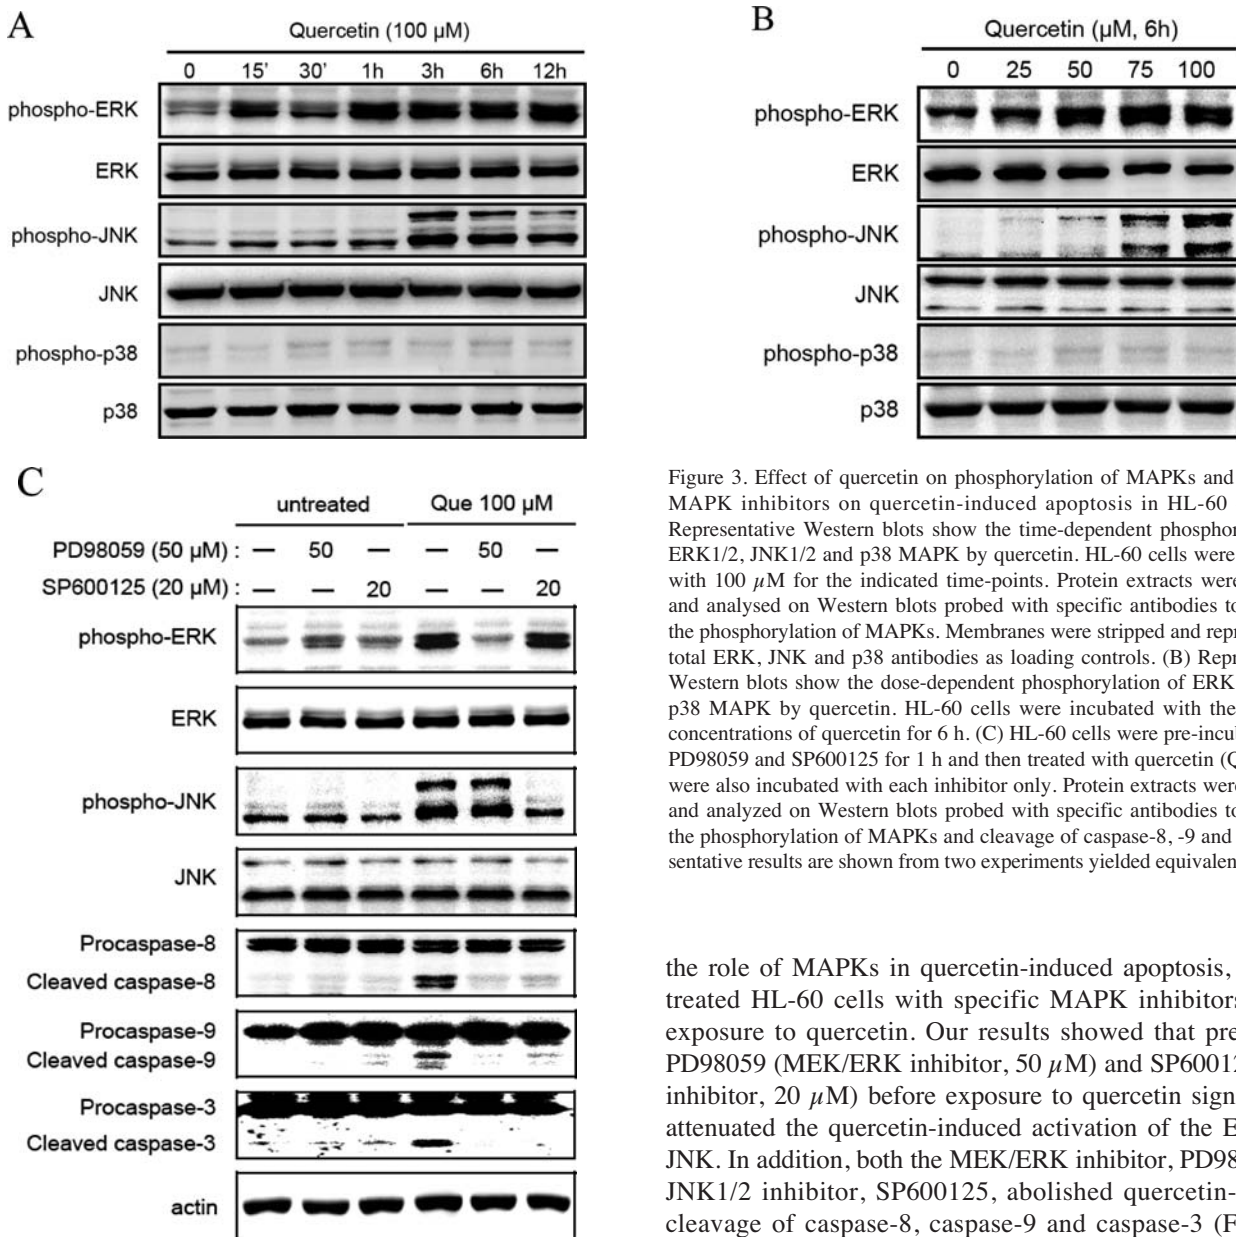 A
Quercetin (100 µM)
0 15' 30' 1h 3h 6h 12h
phospho-ERK
ERK
phospho-JNK
JNK
phospho-p38
p38
B
Quercetin (µM, 6h)
0 25 50 75 100
phospho-ERK
ERK
phospho-JNK
JNK
phospho-p38
p38
C
untreated Que 100 µM
PD98059 (50 µM) : — 50 — — 50 —
SP600125 (20 µM) : — — 20 — — 20
phospho-ERK
ERK
phospho-JNK
JNK
Procaspase-8
Cleaved caspase-8
Procaspase-9
Cleaved caspase-9
Procaspase-3
Cleaved caspase-3
actin
Figure 3. Effect of quercetin on phosphorylation of MAPKs and
MAPK inhibitors on quercetin-induced apoptosis in HL-60
Representative Western blots show the time-dependent phosphor
ERK1/2, JNK1/2 and p38 MAPK by quercetin. HL-60 cells were
with 100 µM for the indicated time-points. Protein extracts were
and analysed on Western blots probed with specific antibodies to
the phosphorylation of MAPKs. Membranes were stripped and repr
total ERK, JNK and p38 antibodies as loading controls. (B) Repr
Western blots show the dose-dependent phosphorylation of ERK
p38 MAPK by quercetin. HL-60 cells were incubated with the
concentrations of quercetin for 6 h. (C) HL-60 cells were pre-incub
PD98059 and SP600125 for 1 h and then treated with quercetin (Q
were also incubated with each inhibitor only. Protein extracts were
and analyzed on Western blots probed with specific antibodies to
the phosphorylation of MAPKs and cleavage of caspase-8, -9 and
sentative results are shown from two experiments yielded equivalen
the role of MAPKs in quercetin-induced apoptosis,
treated HL-60 cells with specific MAPK inhibitors
exposure to quercetin. Our results showed that pre
PD98059 (MEK/ERK inhibitor, 50 µM) and SP6001
inhibitor, 20 µM) before exposure to quercetin sign
attenuated the quercetin-induced activation of the E
JNK. In addition, both the MEK/ERK inhibitor, PD98
JNK1/2 inhibitor, SP600125, abolished quercetin-
cleavage of caspase-8, caspase-9 and caspase-3 (F